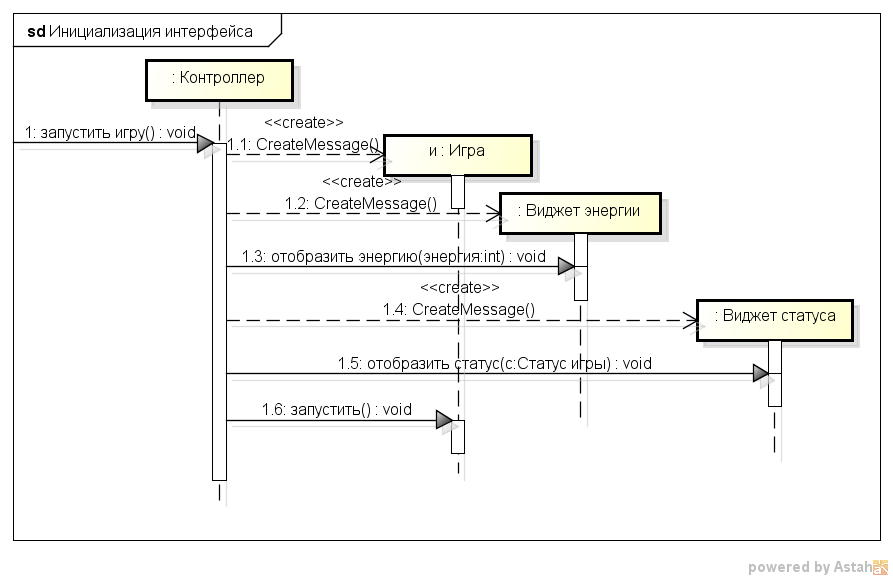 sd Инициализация интерфейса
: Контроллер
<<create>>
1: запустить игру() : void
1.1: CreateMessage()
и : Игра
<<create>>
1.2: CreateMessage()
: Виджет энергии
1.3: отобразить энергию(энергия:int) : void
<<create>>
1.4: CreateMessage()
: Виджет статуса
1.5: отобразить статус(с:Статус игры) : void
1.6: запустить() : void
powered by Astah